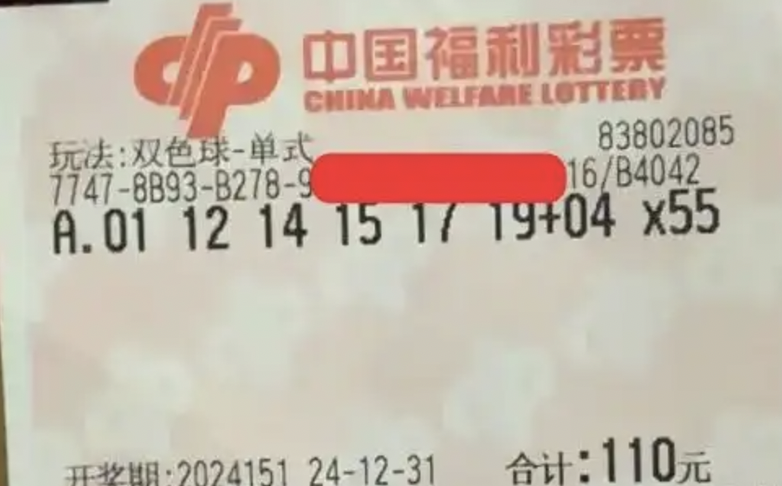 中国福利彩票
CHINA WELFARE LOTTERY
83802085
玩法:双色球-单式
7747-8B93-B278-9 16/B4042
A.01 12 14 15 17 19+04 x55
开奖期:2024151 24-12-31 合计:110元